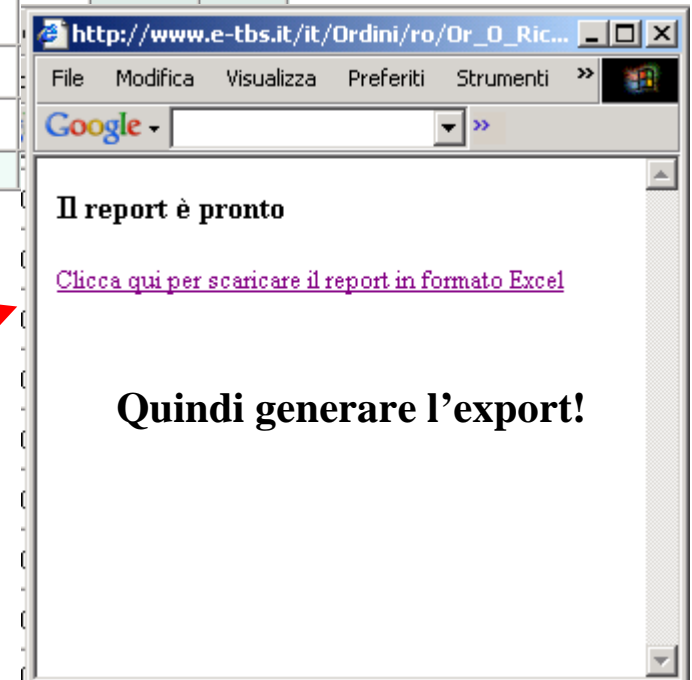 http://www.e-tbs.it/it/Ordini/ro/Or_O_Ric...
File Modifica Visualizza Preferiti Strumenti »
Google »
Il report è pronto
Clicca qui per scaricare il report in formato Excel
Quindi generare l’export!